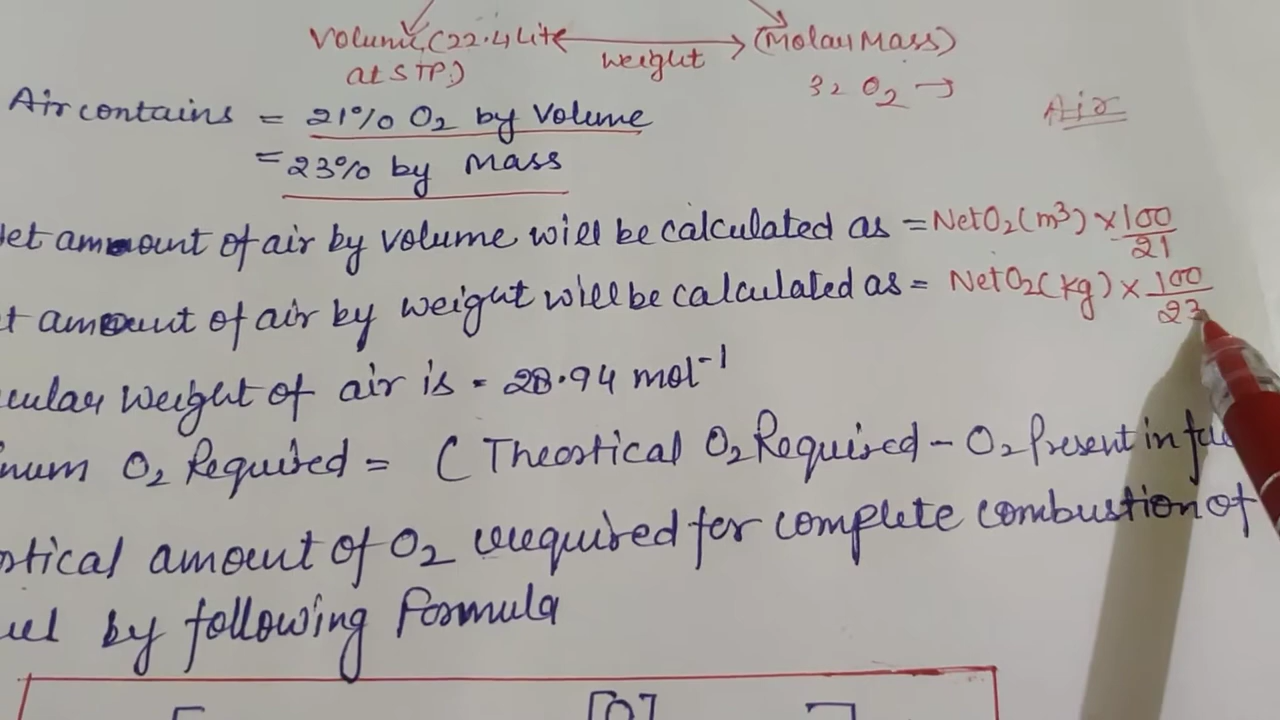 Volume (22.4 Lit weight (Molar Mass)
at STP)
32 O2 →
Air contains = 21% O2 by Volume
Air
= 23% by Mass
Net amount of air by volume will be calculated as = Net O2 (m³) × 100/21
t amount of air by weight will be calculated as = Net O2 (kg) × 100/23
cular weight of air is = 28.94 mol⁻¹
num O2 Required = ( Theortical O2 Required – O2 Present in fue
rtical amount of O2 required for complete combustion of
uel by following formula
[O]